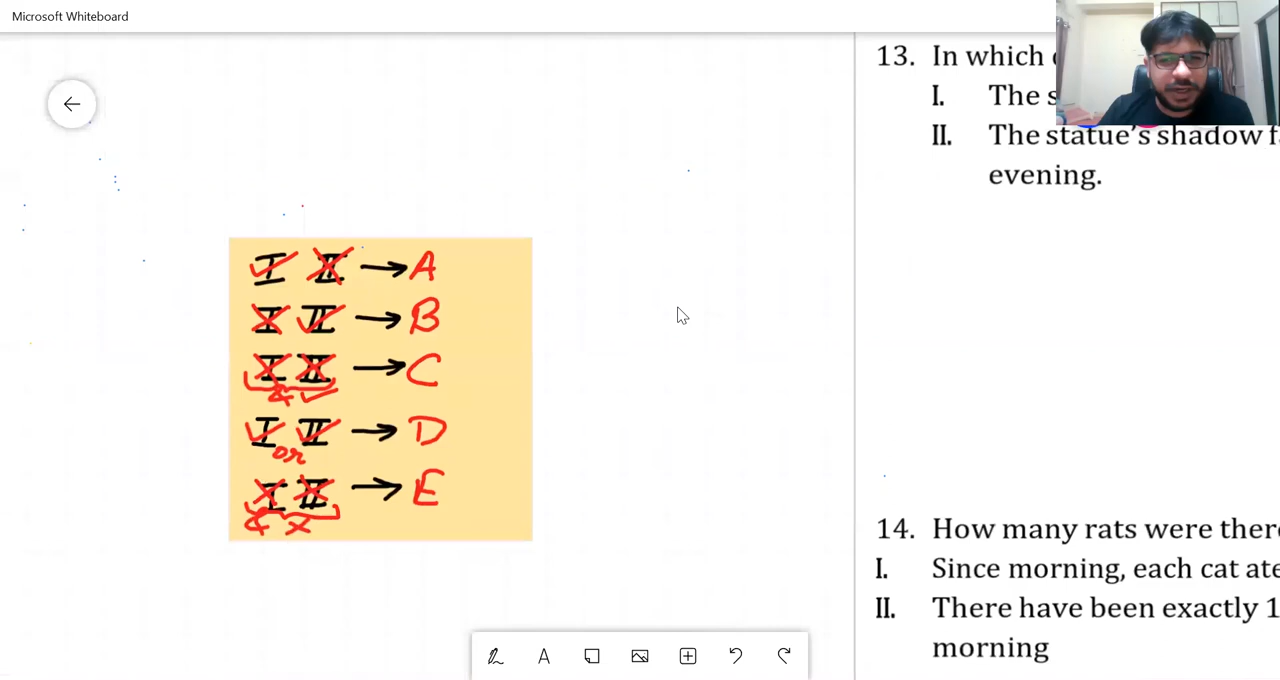 Microsoft Whiteboard
I II → A
I II → B
I II → C
&
I II → D
or
I II → E
&
13. In which
I. The s
II. The statue's shadow f
evening.
14. How many rats were ther
I. Since morning, each cat ate
II. There have been exactly 1
morning